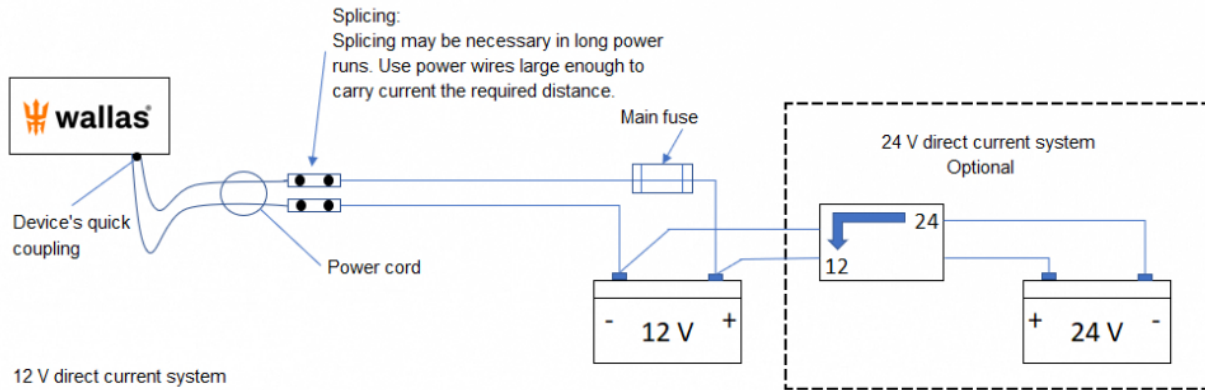 Splicing:
Splicing may be necessary in long power
runs. Use power wires large enough to
carry current the required distance.
wallas®
Main fuse
24 V direct current system
Optional
Device's quick
coupling
Power cord
24
12
- 12 V +
+ 24 V -
12 V direct current system